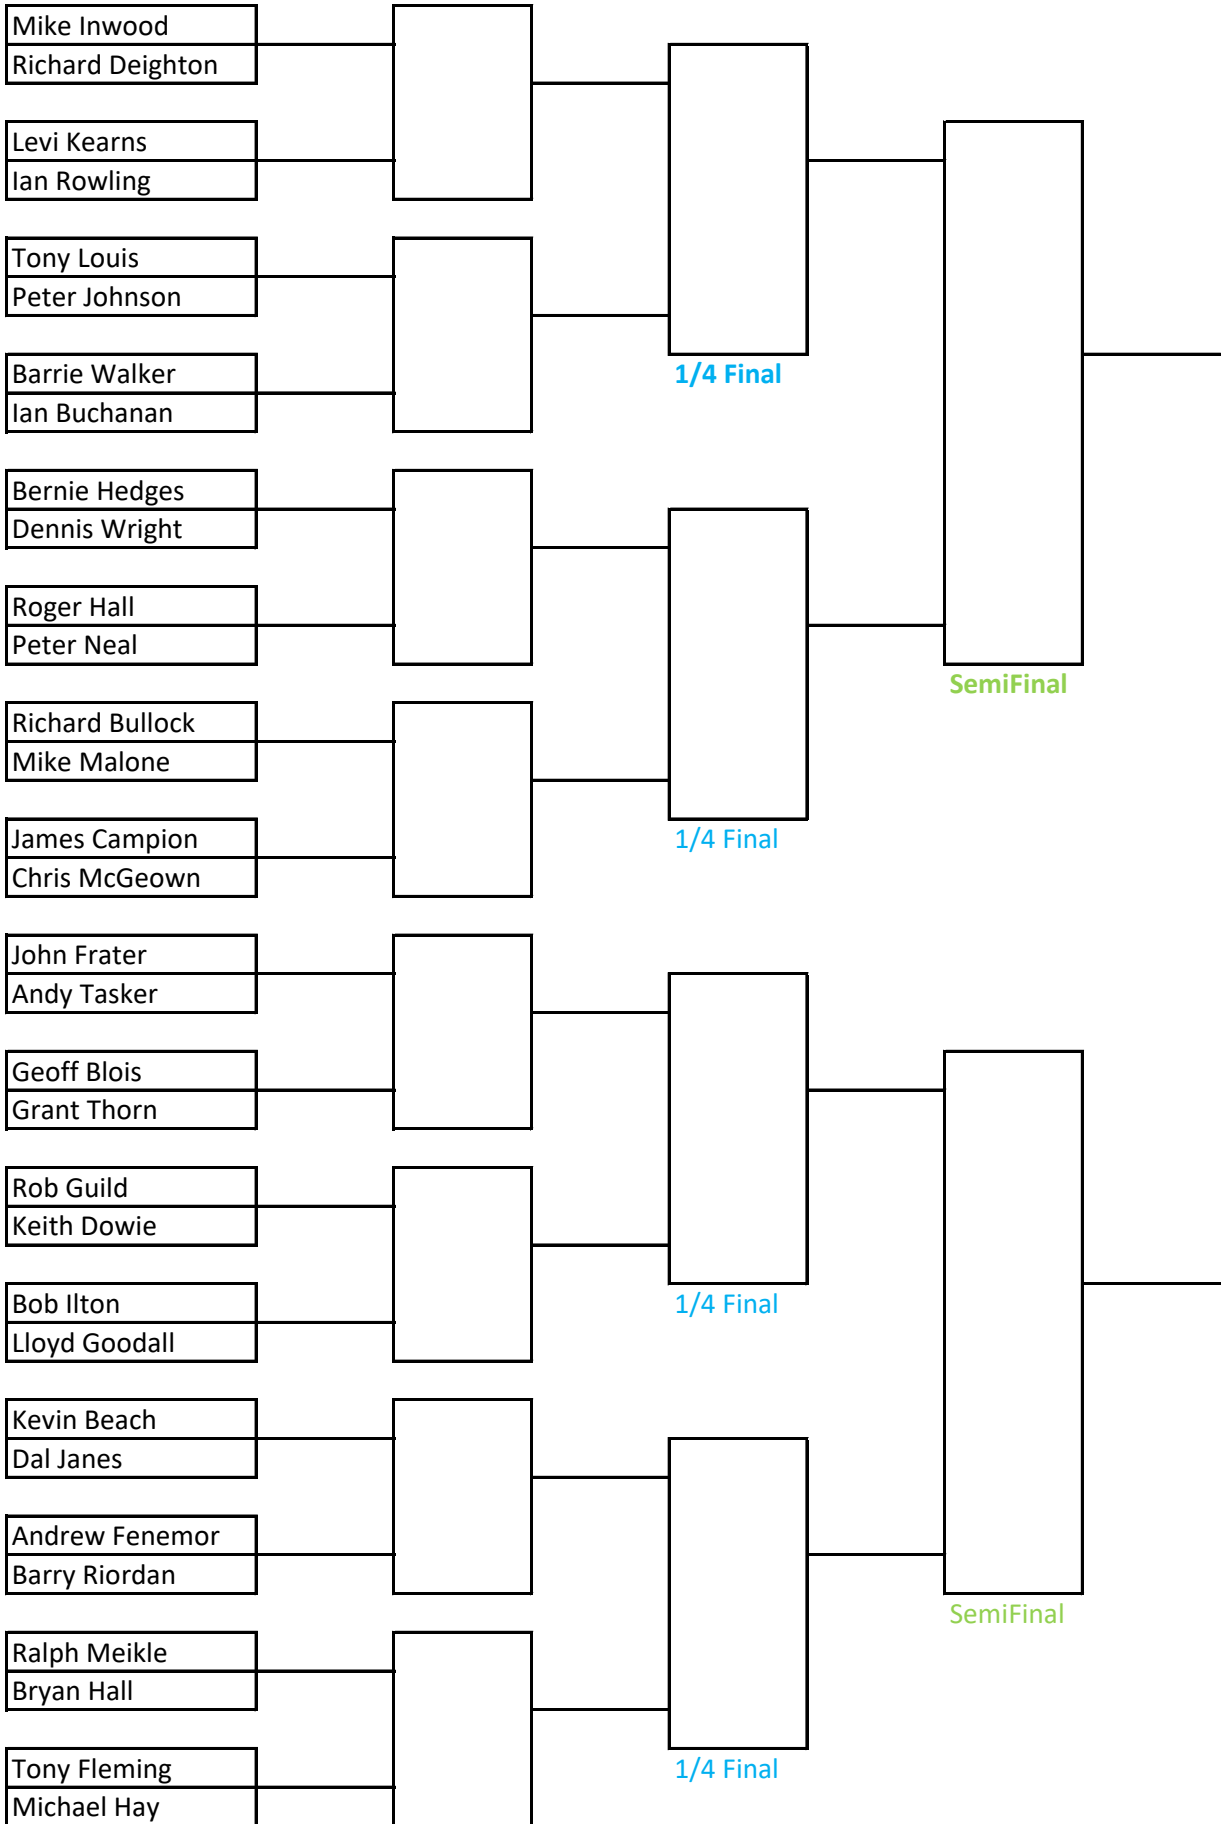 Mike Inwood
Richard Deighton
Levi Kearns
Ian Rowling
Tony Louis
Peter Johnson
Barrie Walker
1/4 Final
Ian Buchanan
Bernie Hedges
Dennis Wright
Roger Hall
Peter Neal
SemiFinal
Richard Bullock
Mike Malone
James Campion
1/4 Final
Chris McGeown
John Frater
Andy Tasker
Geoff Blois
Grant Thorn
Rob Guild
Keith Dowie
Bob Ilton
1/4 Final
Lloyd Goodall
Kevin Beach
Dal Janes
Andrew Fenemor
Barry Riordan
SemiFinal
Ralph Meikle
Bryan Hall
Tony Fleming
1/4 Final
Michael Hay